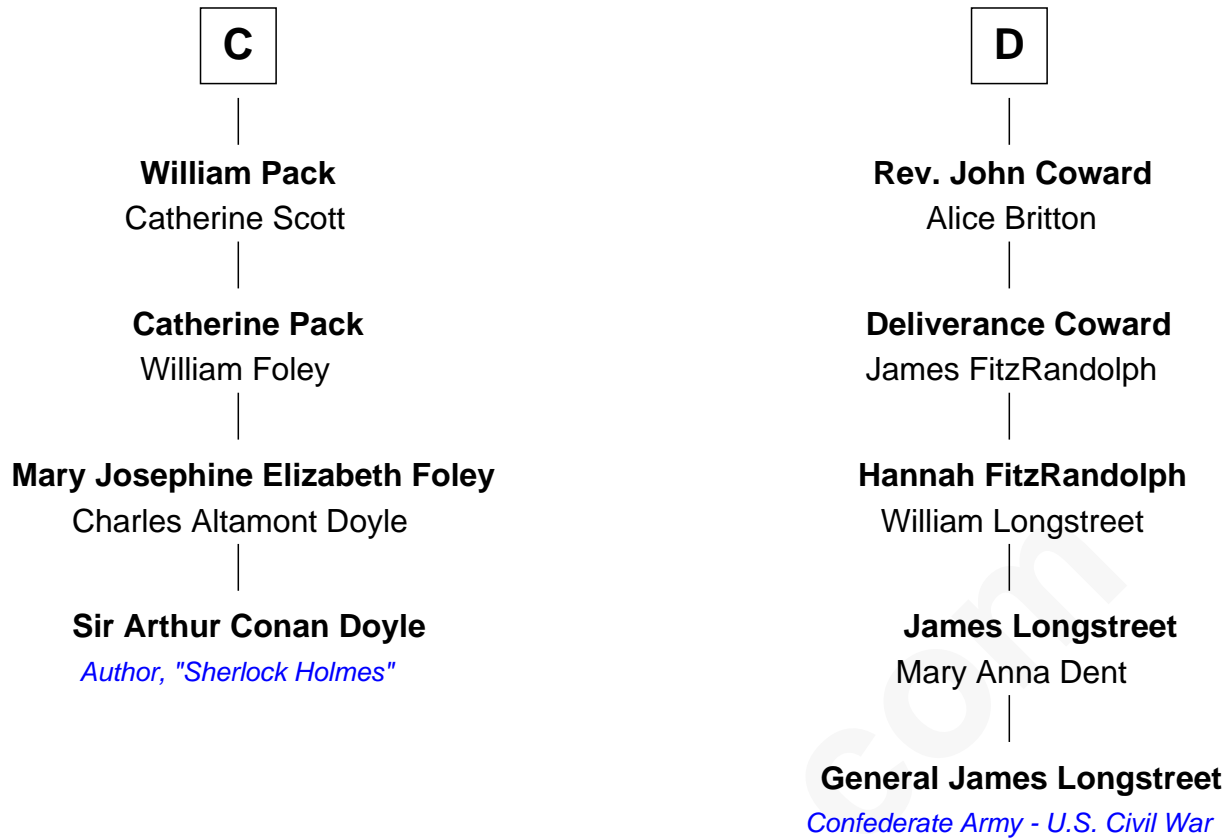 C
William Pack
Catherine Scott
Catherine Pack
William Foley
Mary Josephine Elizabeth Foley
Charles Altamont Doyle
Sir Arthur Conan Doyle
Author, "Sherlock Holmes"
D
Rev. John Coward
Alice Britton
Deliverance Coward
James FitzRandolph
Hannah FitzRandolph
William Longstreet
James Longstreet
Mary Anna Dent
General James Longstreet
Confederate Army - U.S. Civil War
com